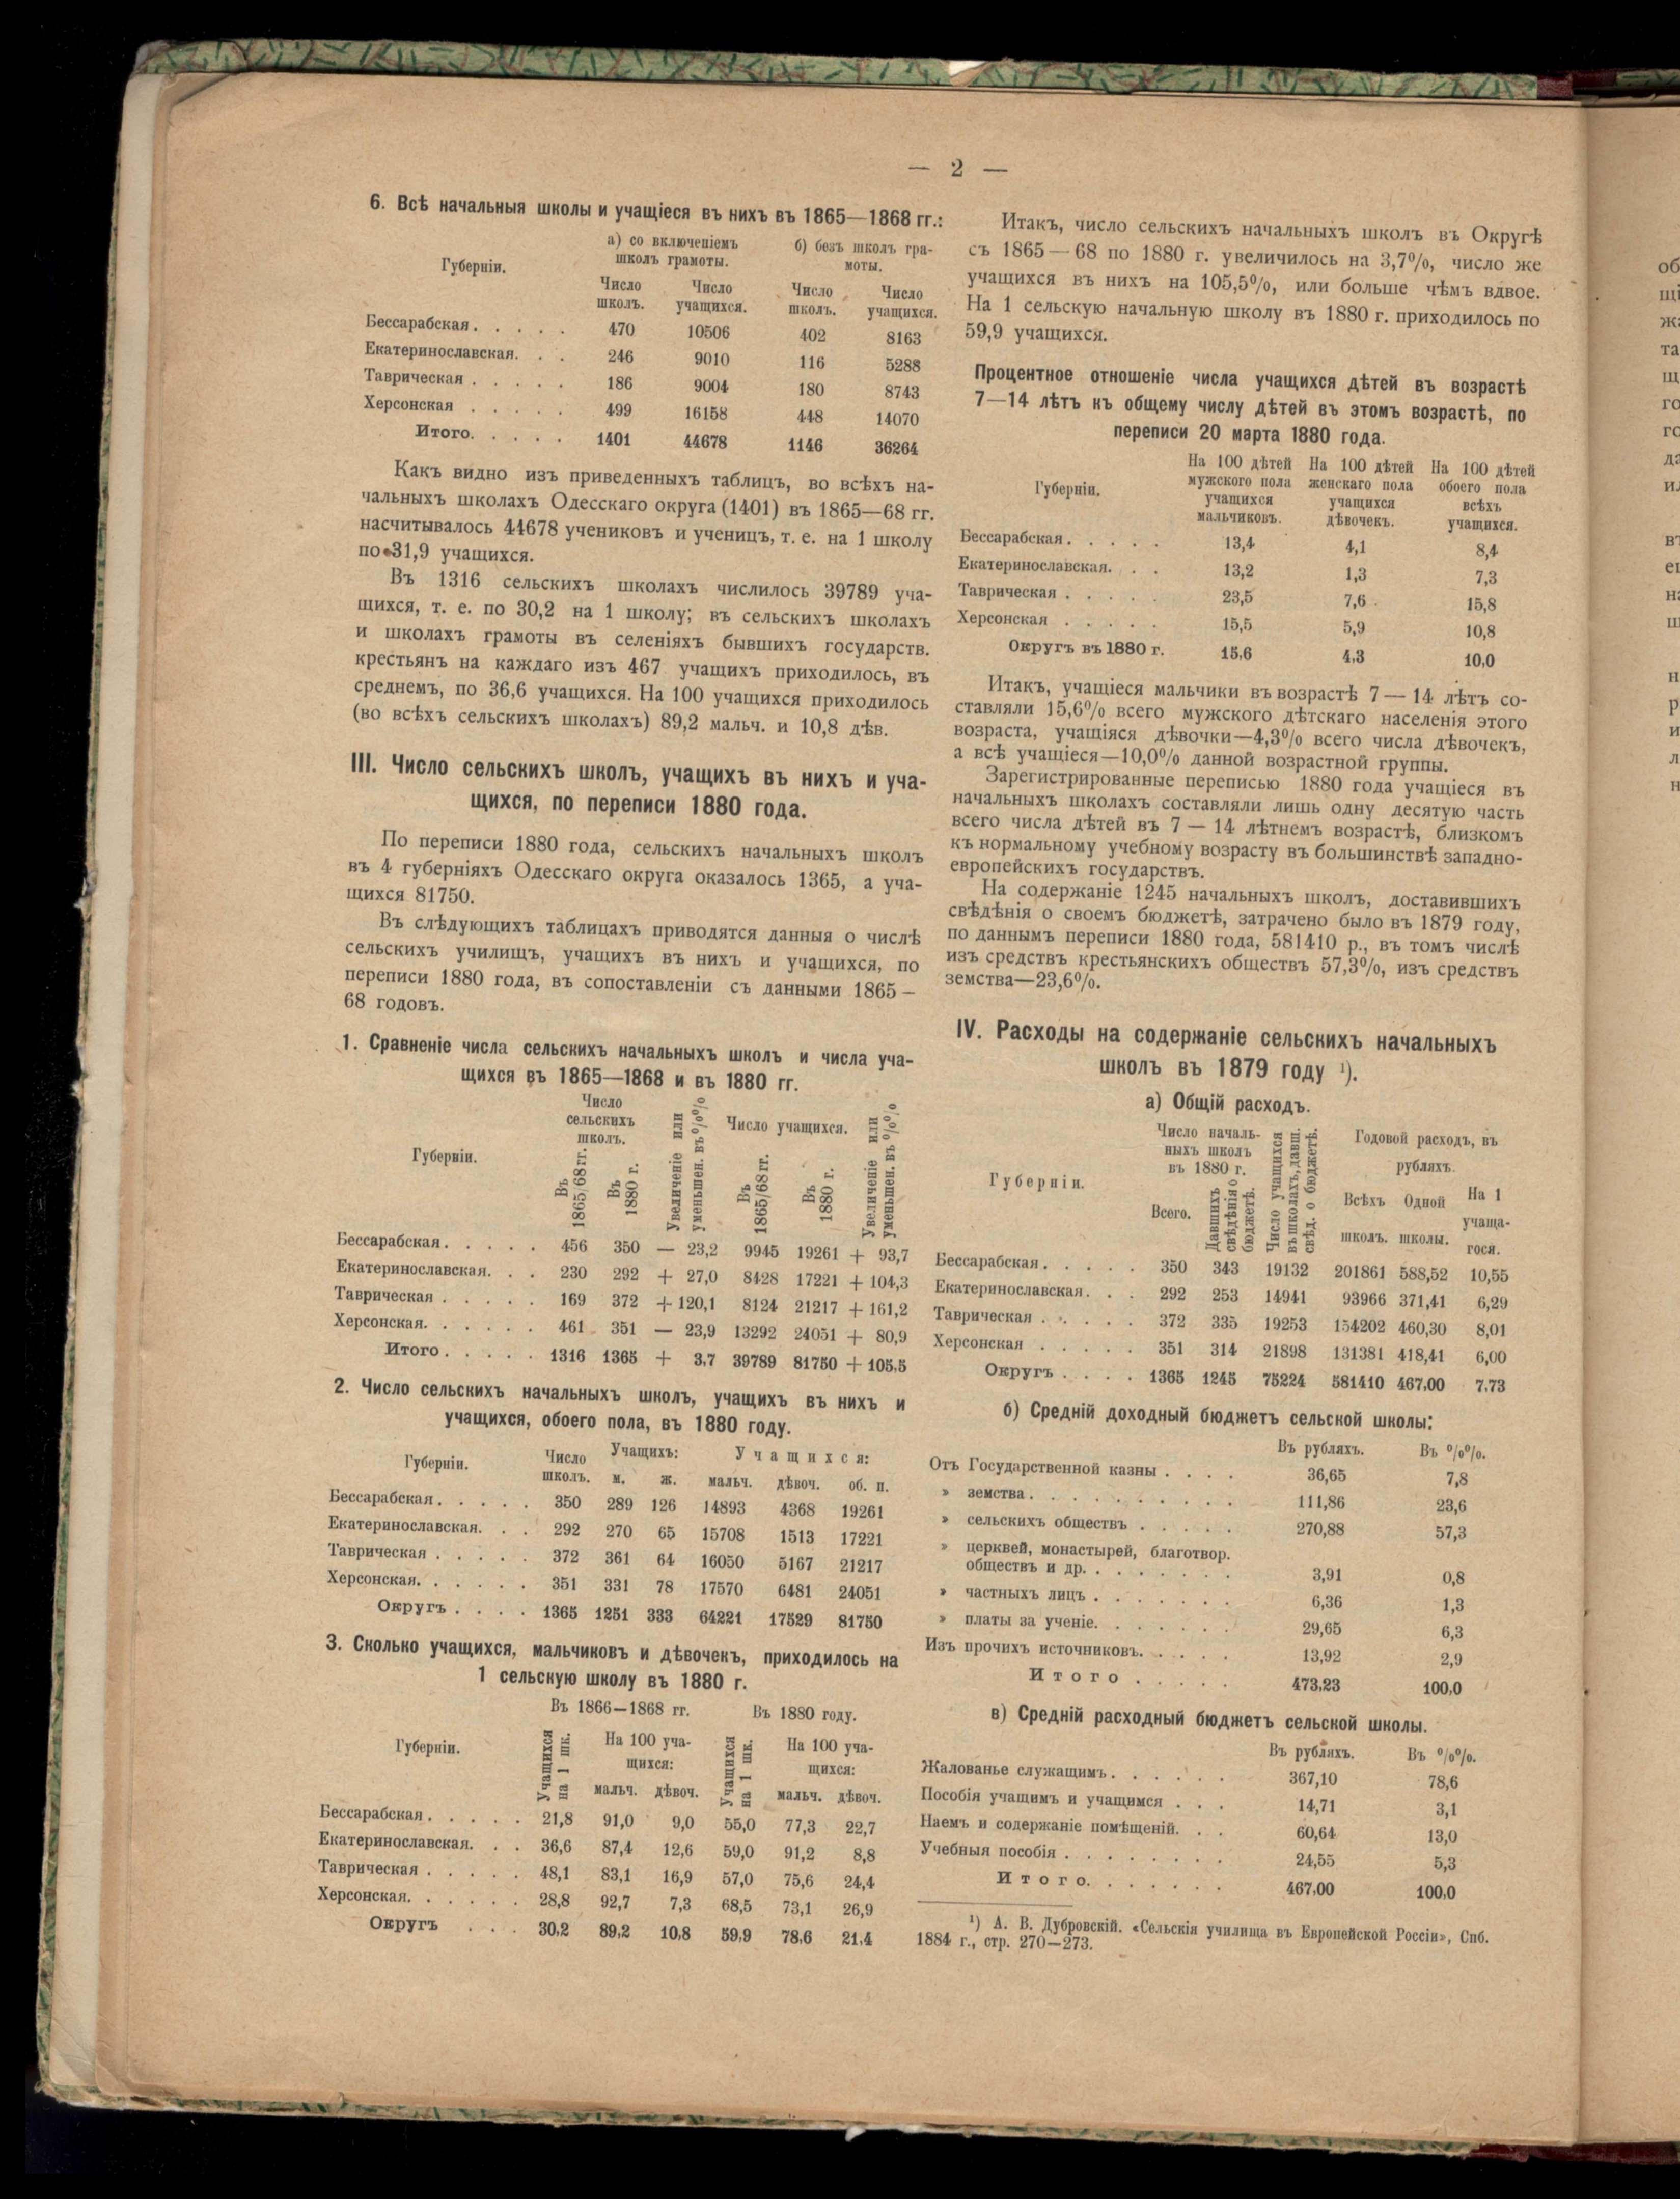 — 2 —
6. Всѣ начальныя школы и учащіеся въ нихъ въ 1865—1868 гг.:
Губерніи. а) со включеніемъ школъ грамоты. б) безъ школъ гра-
моты.
Число школъ. Число учащихся. Число школъ. Число учащихся.
Бессарабская . . . . . 470 10506 402 8163
Екатеринославская. . . 246 9010 116 5288
Таврическая . . . . . 186 9004 180 8743
Херсонская . . . . . 499 16158 448 14070
Итого. . . . . 1401 44678 1146 36264
Какъ видно изъ приведенныхъ таблицъ, во всѣхъ на-
чальныхъ школахъ Одесскаго округа (1401) въ 1865—68 гг.
насчитывалось 44678 учениковъ и ученицъ, т. е. на 1 школу
по 31,9 учащихся.
Въ 1316 сельскихъ школахъ числилось 39789 уча-
щихся, т. е. по 30,2 на 1 школу; въ сельскихъ школахъ
и школахъ грамоты въ селеніяхъ бывшихъ государств.
крестьянъ на каждаго изъ 467 учащихъ приходилось, въ
среднемъ, по 36,6 учащихся. На 100 учащихся приходилось
(во всѣхъ сельскихъ школахъ) 89,2 мальч. и 10,8 дѣв.
III. Число сельскихъ школъ, учащихъ въ нихъ и уча-
щихся, по переписи 1880 года.
По переписи 1880 года, сельскихъ начальныхъ школъ
въ 4 губерніяхъ Одесскаго округа оказалось 1365, а уча-
щихся 81750.
Въ слѣдующихъ таблицахъ приводятся данныя о числѣ
сельскихъ училищъ, учащихъ въ нихъ и учащихся, по
переписи 1880 года, въ сопоставленіи съ данными 1865—
68 годовъ.
1. Сравненіе числа сельскихъ начальныхъ школъ и числа уча-
щихся въ 1865—1868 и въ 1880 гг.
Губерніи. Число сельскихъ школъ. Увеличеніе или уменьшен. въ %% Число учащихся. Увеличеніе или уменьшен. въ %%
Въ 1865/68 гг. Въ 1880 г. Въ 1865/68 гг. Въ 1880 г.
Бессарабская . . . . . 456 350 — 23,2 9945 19261 + 93,7
Екатеринославская. . . 230 292 + 27,0 8428 17221 + 104,3
Таврическая . . . . . 169 372 + 120,1 8124 21217 + 161,2
Херсонская. . . . . . 461 351 — 23,9 13292 24051 + 80,9
Итого . . . . . 1316 1365 + 3,7 39789 81750 + 105,5
2. Число сельскихъ начальныхъ школъ, учащихъ въ нихъ и
учащихся, обоего пола, въ 1880 году.
Губерніи. Число школъ. Учащихъ: Учащихся:
м. ж. мальч. дѣвоч. об. п.
Бессарабская . . . . . 350 289 126 14893 4368 19261
Екатеринославская. . . 292 270 65 15708 1513 17221
Таврическая . . . . . 372 361 64 16050 5167 21217
Херсонская. . . . . . 351 331 78 17570 6481 24051
Округъ . . . . 1365 1251 333 64221 17529 81750
3. Сколько учащихся, мальчиковъ и дѣвочекъ, приходилось на
1 сельскую школу въ 1880 г.
Въ 1866—1868 гг. Въ 1880 году.
Губерніи. Учащихся на 1 шк. На 100 уча-
щихся: Учащихся на 1 шк. На 100 уча-
щихся:
мальч. дѣвоч. мальч. дѣвоч.
Бессарабская . . . . . 21,8 91,0 9,0 55,0 77,3 22,7
Екатеринославская. . . 36,6 87,4 12,6 59,0 91,2 8,8
Таврическая . . . . . 48,1 83,1 16,9 57,0 75,6 24,4
Херсонская. . . . . . 28,8 92,7 7,3 68,5 73,1 26,9
Округъ . . . 30,2 89,2 10,8 59,9 78,6 21,4
Итакъ, число сельскихъ начальныхъ школъ въ Округѣ
съ 1865—68 по 1880 г. увеличилось на 3,7%, число же
учащихся въ нихъ на 105,5%, или больше чѣмъ вдвое.
На 1 сельскую начальную школу въ 1880 г. приходилось по
59,9 учащихся.
Процентное отношеніе числа учащихся дѣтей въ возрастѣ
7—14 лѣтъ къ общему числу дѣтей въ этомъ возрастѣ, по
переписи 20 марта 1880 года.
Губерніи. На 100 дѣтей мужского пола учащихся мальчиковъ. На 100 дѣтей женскаго пола учащихся дѣвочекъ. На 100 дѣтей обоего пола всѣхъ учащихся.
Бессарабская . . . . . 13,4 4,1 8,4
Екатеринославская. . . 13,2 1,3 7,3
Таврическая . . . . . 23,5 7,6 15,8
Херсонская . . . . . 15,5 5,9 10,8
Округъ въ 1880 г. 15,6 4,3 10,0
Итакъ, учащіеся мальчики въ возрастѣ 7—14 лѣтъ со-
ставляли 15,6% всего мужского дѣтскаго населенія этого
возраста, учащіяся дѣвочки—4,3% всего числа дѣвочекъ,
а всѣ учащіеся—10,0% данной возрастной группы.
Зарегистрированные переписью 1880 года учащіеся въ
начальныхъ школахъ составляли лишь одну десятую часть
всего числа дѣтей въ 7—14 лѣтнемъ возрастѣ, близкомъ
къ нормальному учебному возрасту въ большинствѣ западно-
европейскихъ государствъ.
На содержаніе 1245 начальныхъ школъ, доставившихъ
свѣдѣнія о своемъ бюджетѣ, затрачено было въ 1879 году,
по даннымъ переписи 1880 года, 581410 р., въ томъ числѣ
изъ средствъ крестьянскихъ обществъ 57,3%, изъ средствъ
земства—23,6%.
IV. Расходы на содержаніе сельскихъ начальныхъ
школъ въ 1879 году ¹).
а) Общій расходъ.
Губерніи. Число началь-
ныхъ школъ въ 1880 г. Число учащихся въ школахъ, давш. свѣд. о бюджетѣ. Годовой расходъ, въ рубляхъ.
Всего. Давшихъ свѣдѣнія о бюджетѣ. Всѣхъ школъ. Одной школы. На 1 учаща-
гося.
Бессарабская . . . . . 350 343 19132 201861 588,52 10,55
Екатеринославская. . . 292 253 14941 93966 371,41 6,29
Таврическая . . . . . 372 335 19253 154202 460,30 8,01
Херсонская . . . . . 351 314 21898 131381 418,41 6,00
Округъ . . . . 1365 1245 75224 581410 467,00 7,73
б) Средній доходный бюджетъ сельской школы:
Въ рубляхъ. Въ %%.
Отъ Государственной казны . . . . 36,65 7,8
» земства . . . . . . . . . . 111,86 23,6
» сельскихъ обществъ . . . . . 270,88 57,3
» церквей, монастырей, благотвор.
обществъ и др. . . . . . . . 3,91 0,8
» частныхъ лицъ . . . . . . . 6,36 1,3
» платы за ученіе. . . . . . . 29,65 6,3
Изъ прочихъ источниковъ. . . . . 13,92 2,9
Итого . . . . . 473,23 100,0
в) Средній расходный бюджетъ сельской школы.
Въ рубляхъ. Въ %%.
Жалованье служащимъ . . . . . . 367,10 78,6
Пособія учащимъ и учащимся . . . 14,71 3,1
Наемъ и содержаніе помѣщеній. . . 60,64 13,0
Учебныя пособія . . . . . . . . 24,55 5,3
Итого. . . . . . . 467,00 100,0
¹) А. В. Дубровскій. «Сельскія училища въ Европейской Россіи», Спб.
1884 г., стр. 270—273.